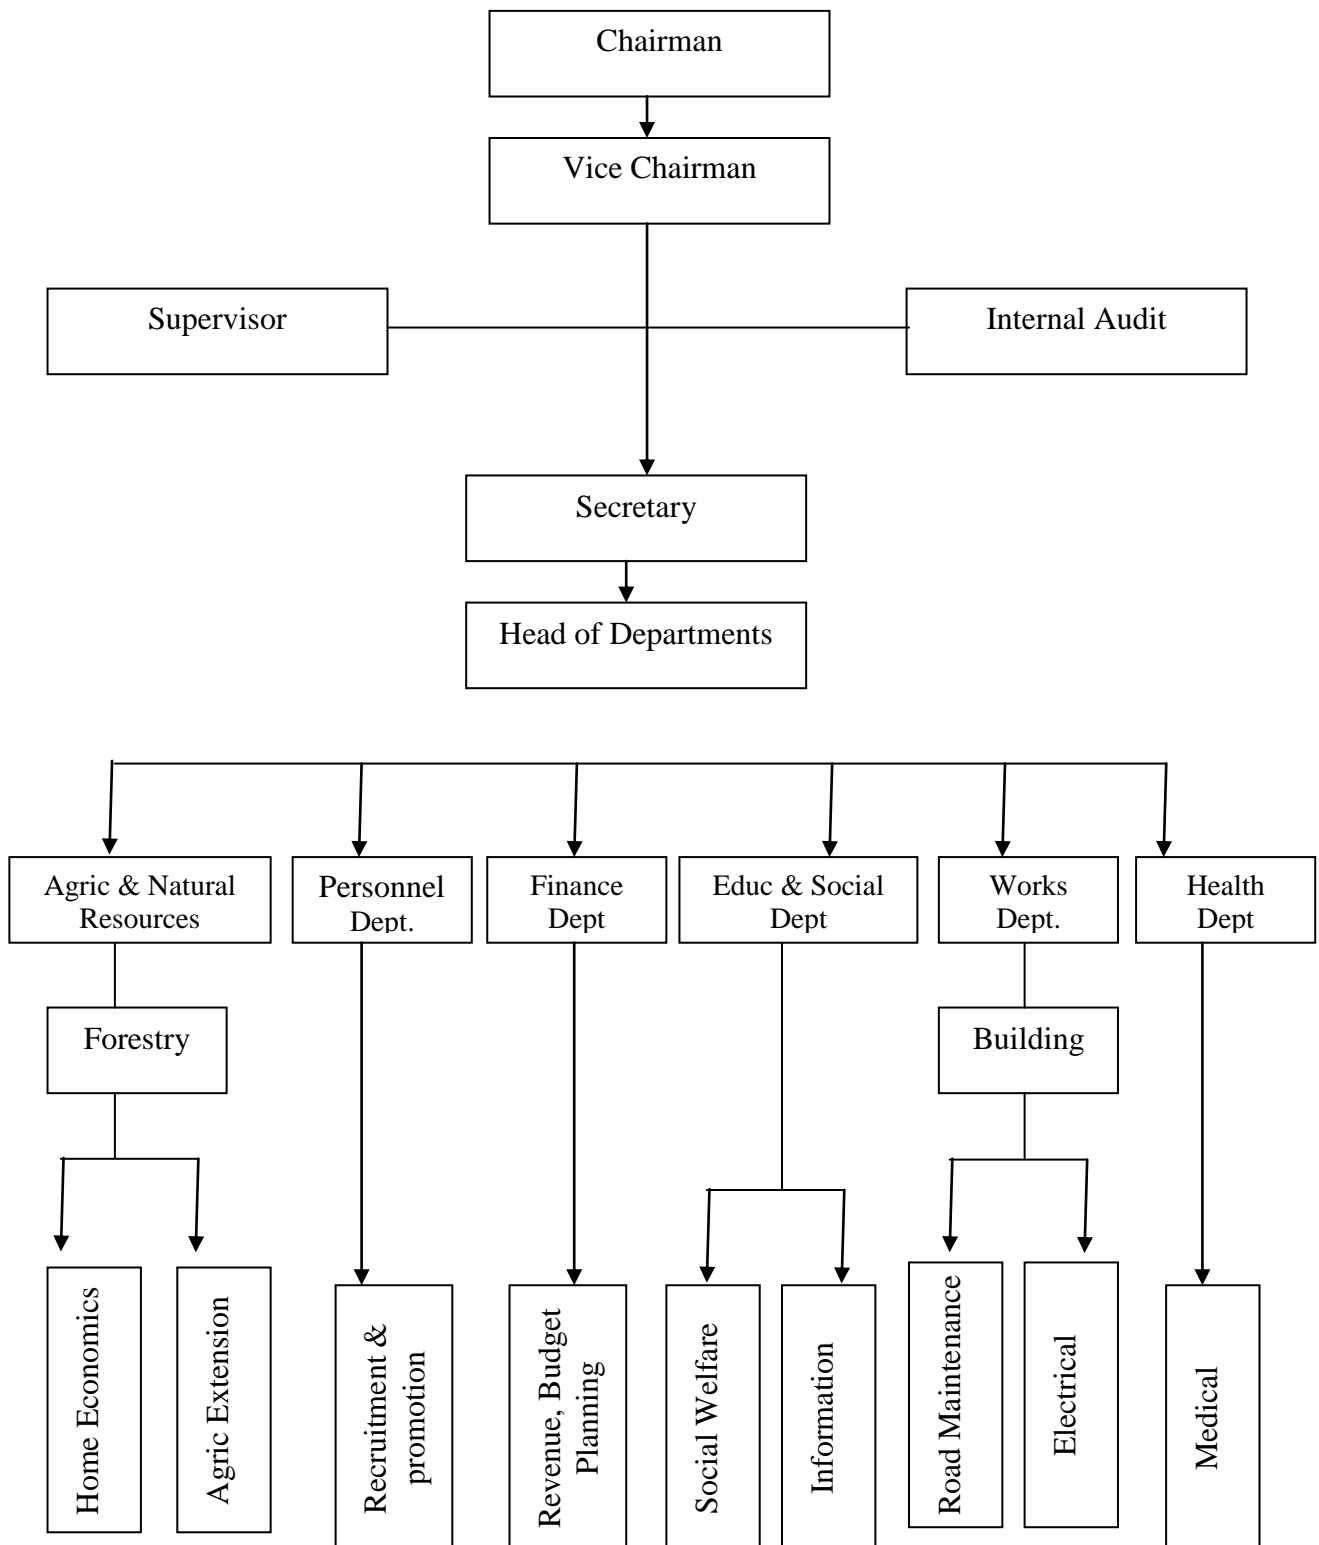 Chairman
Vice Chairman
Supervisor
Internal Audit
Secretary
Head of Departments
Agric & Natural
Resources
Personnel
Dept.
Finance
Dept
Educ & Social
Dept
Works
Dept.
Health
Dept
Forestry
Building
Home Economics
Agric Extension
Recruitment &
promotion
Revenue, Budget
Planning
Social Welfare
Information
Road Maintenance
Electrical
Medical